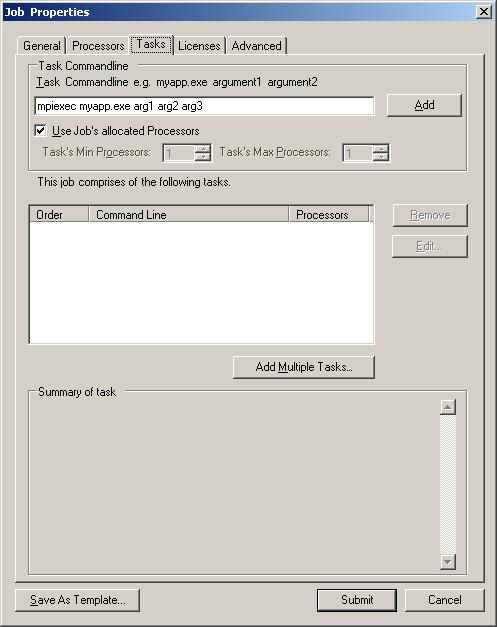 Job Properties
General Processors Tasks Licenses Advanced
Task Commandline
Task Commandline e.g. myapp.exe argument1 argument2
mpiexec myapp.exe arg1 arg2 arg3
Add
Use Job's allocated Processors
Task's Min Processors: 1 Task's Max Processors: 1
This job comprises of the following tasks.
Order Command Line Processors
Remove
Edit...
Add Multiple Tasks...
Summary of task
Save As Template... Submit Cancel